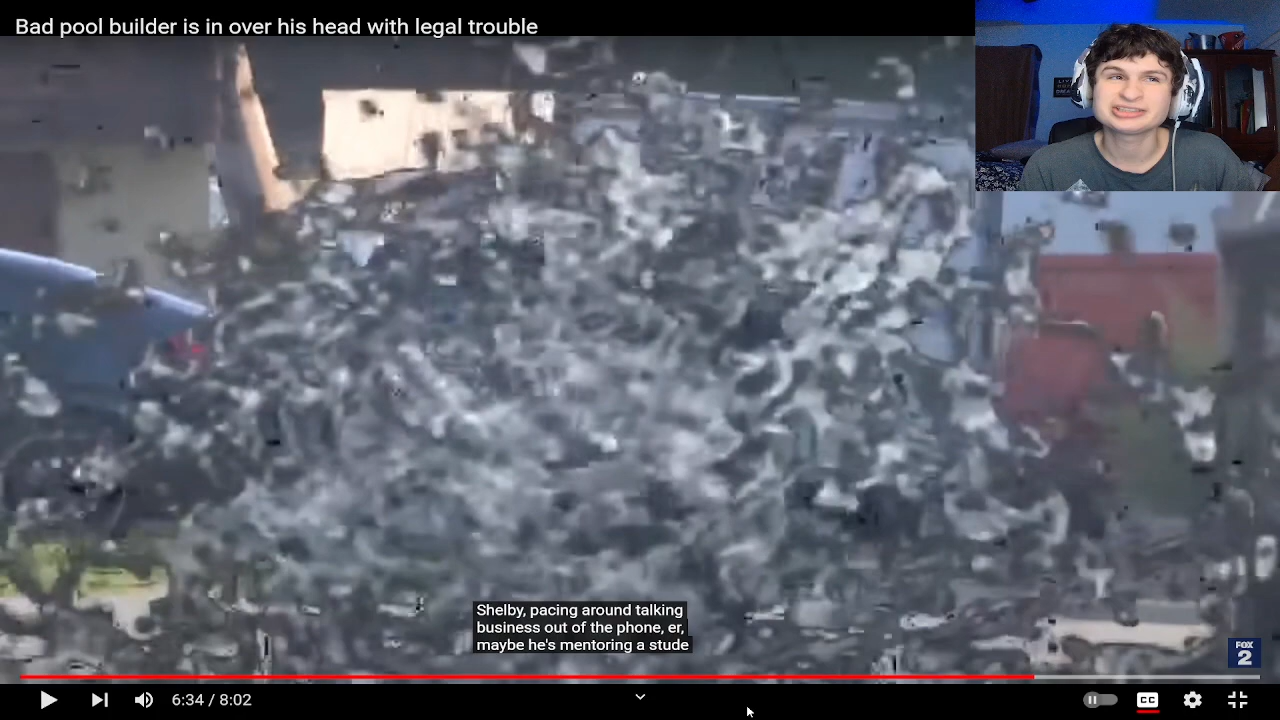 Bad pool builder is in over his head with legal trouble
Shelby, pacing around talking
business out of the phone, er,
maybe he's mentoring a stude
FOX
2
6:34 / 8:02
CC